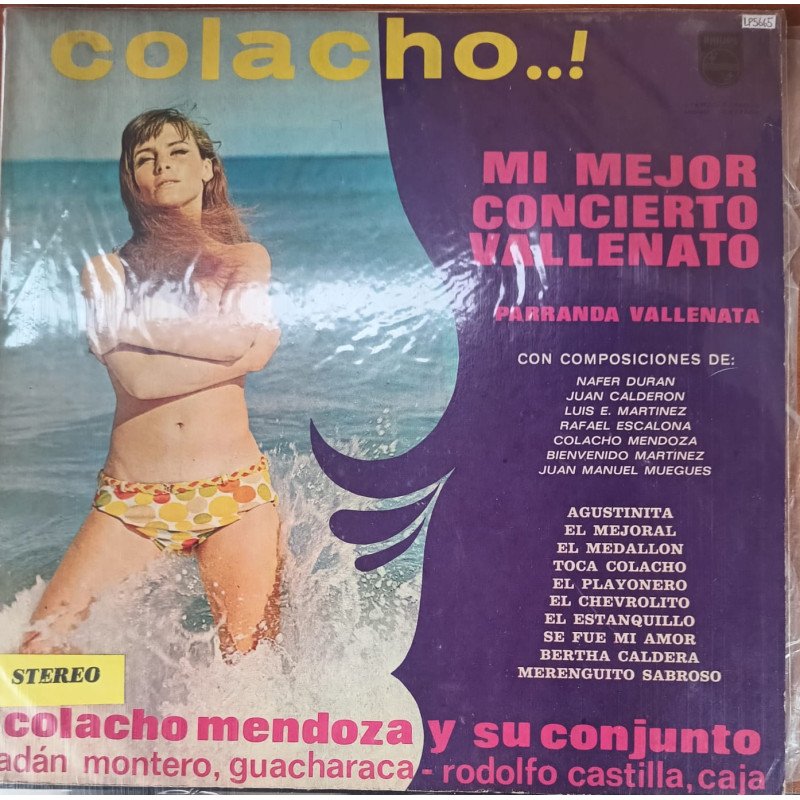 colacho..!
LP5665
PHILIPS
MI MEJOR
CONCIERTO
VALLENATO
PARRANDA VALLENATA
CON COMPOSICIONES DE:
NAFER DURAN
JUAN CALDERON
LUIS E. MARTINEZ
RAFAEL ESCALONA
COLACHO MENDOZA
BIENVENIDO MARTINEZ
JUAN MANUEL MUEGUES
AGUSTINITA
EL MEJORAL
EL MEDALLON
TOCA COLACHO
EL PLAYONERO
EL CHEVROLITO
EL ESTANQUILLO
SE FUE MI AMOR
BERTHA CALDERA
MERENGUITO SABROSO
STEREO
colacho mendoza y su conjunto
adán montero, guacharaca - rodolfo castilla, caja